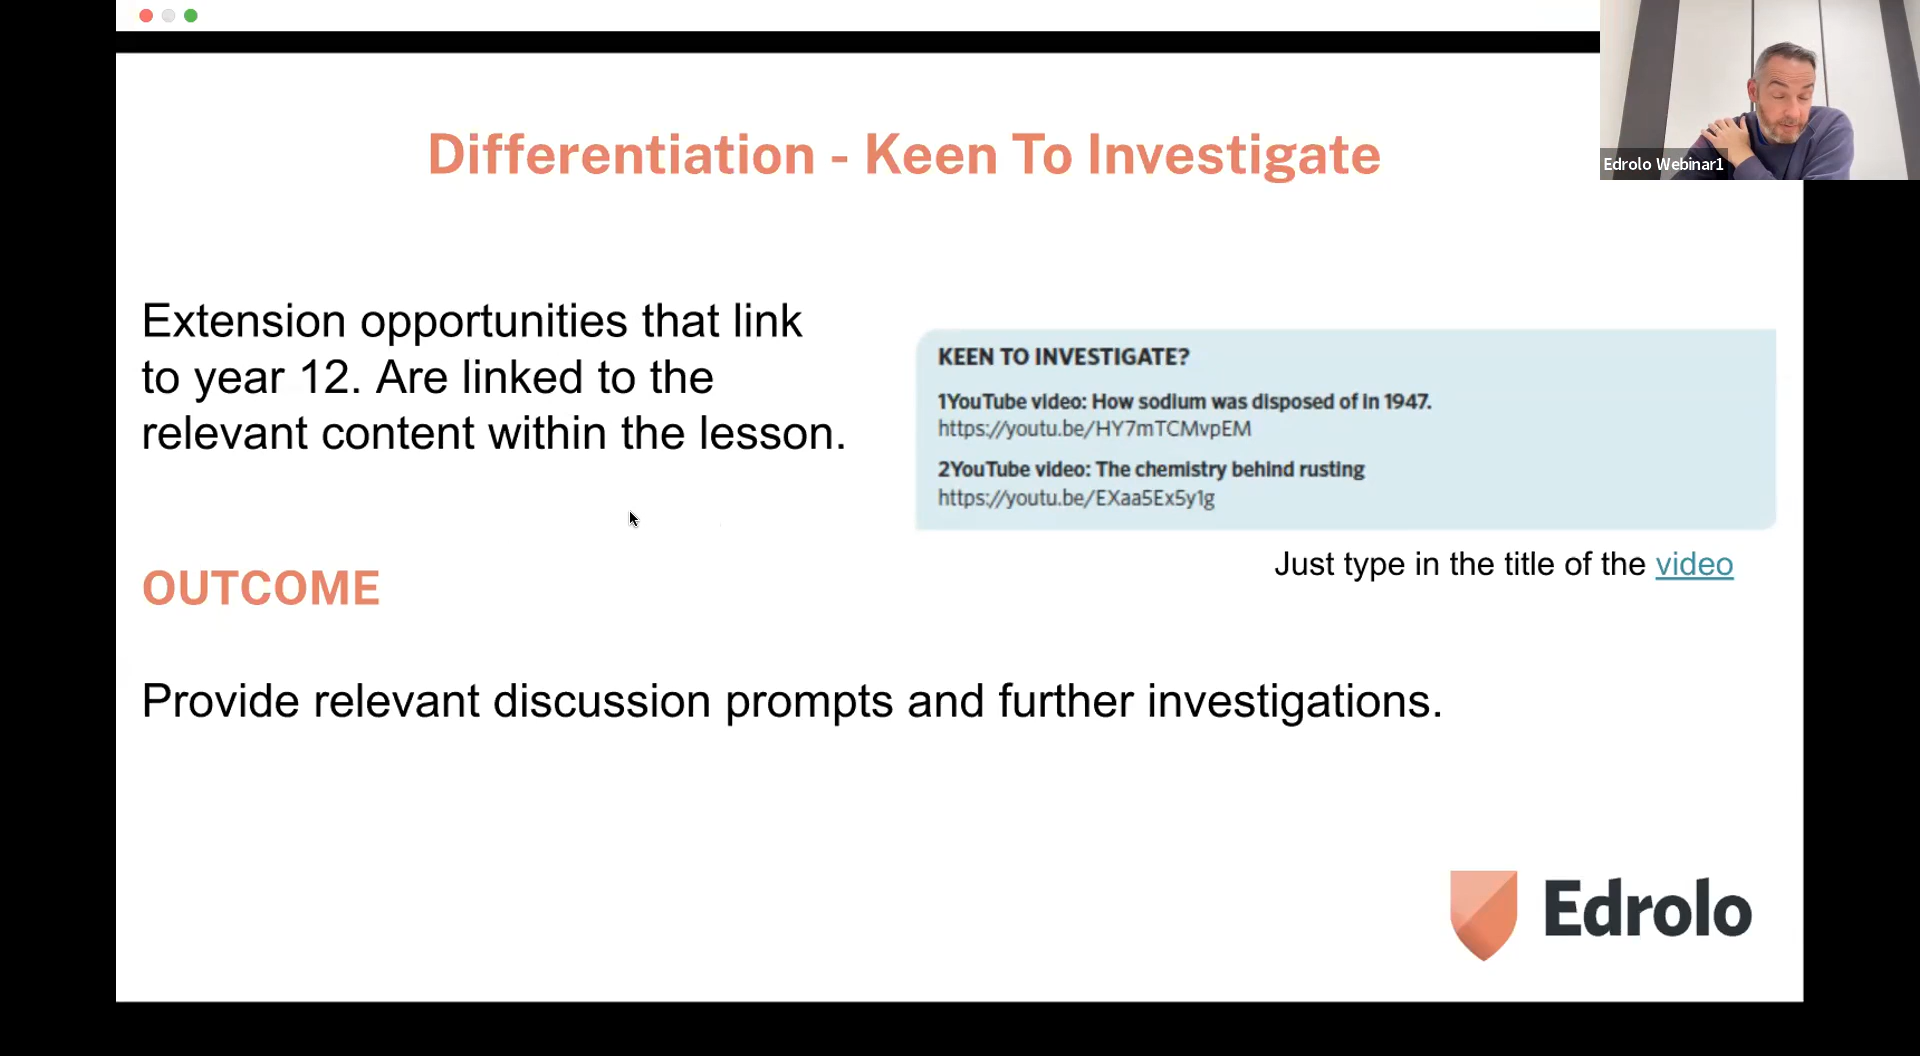 Differentiation - Keen To Investigate
Edrolo Webinar1
Extension opportunities that link
to year 12. Are linked to the
relevant content within the lesson.
KEEN TO INVESTIGATE?
1YouTube video: How sodium was disposed of in 1947.
https://youtu.be/HY7mTCMvpEM
2YouTube video: The chemistry behind rusting
https://youtu.be/EXaa5Ex5y1g
Just type in the title of the video
OUTCOME
Provide relevant discussion prompts and further investigations.
Edrolo